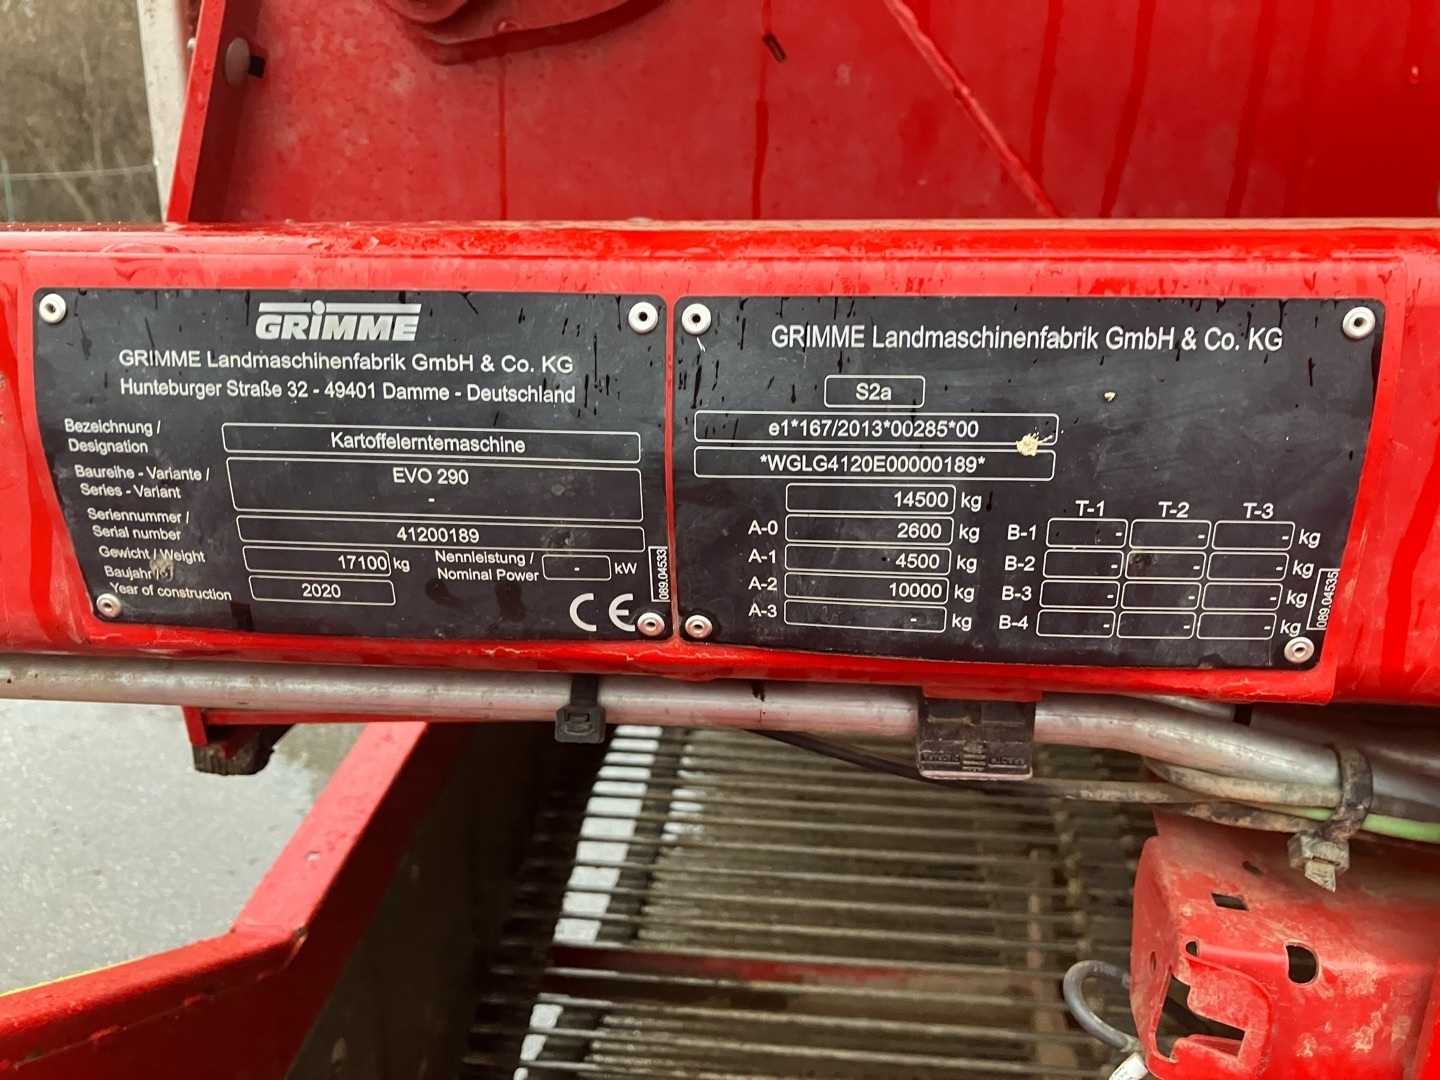 GRIMME
GRIMME Landmaschinenfabrik GmbH & Co. KG
Hunteburger Straße 32 - 49401 Damme - Deutschland
Bezeichnung /
Designation
Kartoffelerntemaschine
Baureihe - Variante /
Series - Variant
EVO 290
-
Seriennummer /
Serial number
41200189
Gewicht / Weight
17100 kg
Nennleistung /
Nominal Power
- kW
Baujahr /
Year of construction
2020
CE
089.04533
GRIMME Landmaschinenfabrik GmbH & Co. KG
S2a
e1*167/2013*00285*00
*WGLG4120E00000189*
14500 kg
A-0 2600 kg
A-1 4500 kg
A-2 10000 kg
A-3 - kg
T-1 T-2 T-3
B-1 - - - kg
B-2 - - - kg
B-3 - - - kg
B-4 - - - kg
089.04535